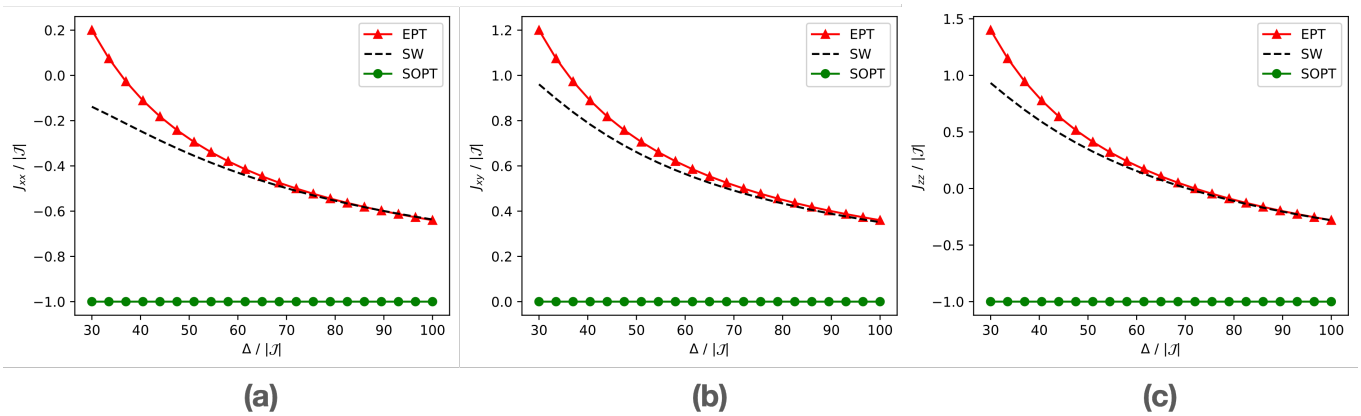 0.2
0.0
−0.2
−0.4
−0.6
−0.8
−1.0
J_xx / |𝒥|
30 40 50 60 70 80 90 100
Δ / |𝒥|
EPT
SW
SOPT
(a)
1.2
1.0
0.8
0.6
0.4
0.2
0.0
J_xy / |𝒥|
30 40 50 60 70 80 90 100
Δ / |𝒥|
EPT
SW
SOPT
(b)
1.5
1.0
0.5
0.0
−0.5
−1.0
J_zz / |𝒥|
30 40 50 60 70 80 90 100
Δ / |𝒥|
EPT
SW
SOPT
(c)